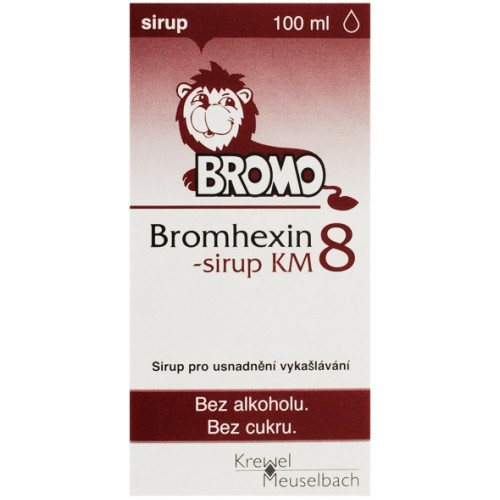 sirup 100 ml
BROMO
Bromhexin 8
-sirup KM
Sirup pro usnadnění vykašlávání
Bez alkoholu.
Bez cukru.
Krewel
Meuselbach